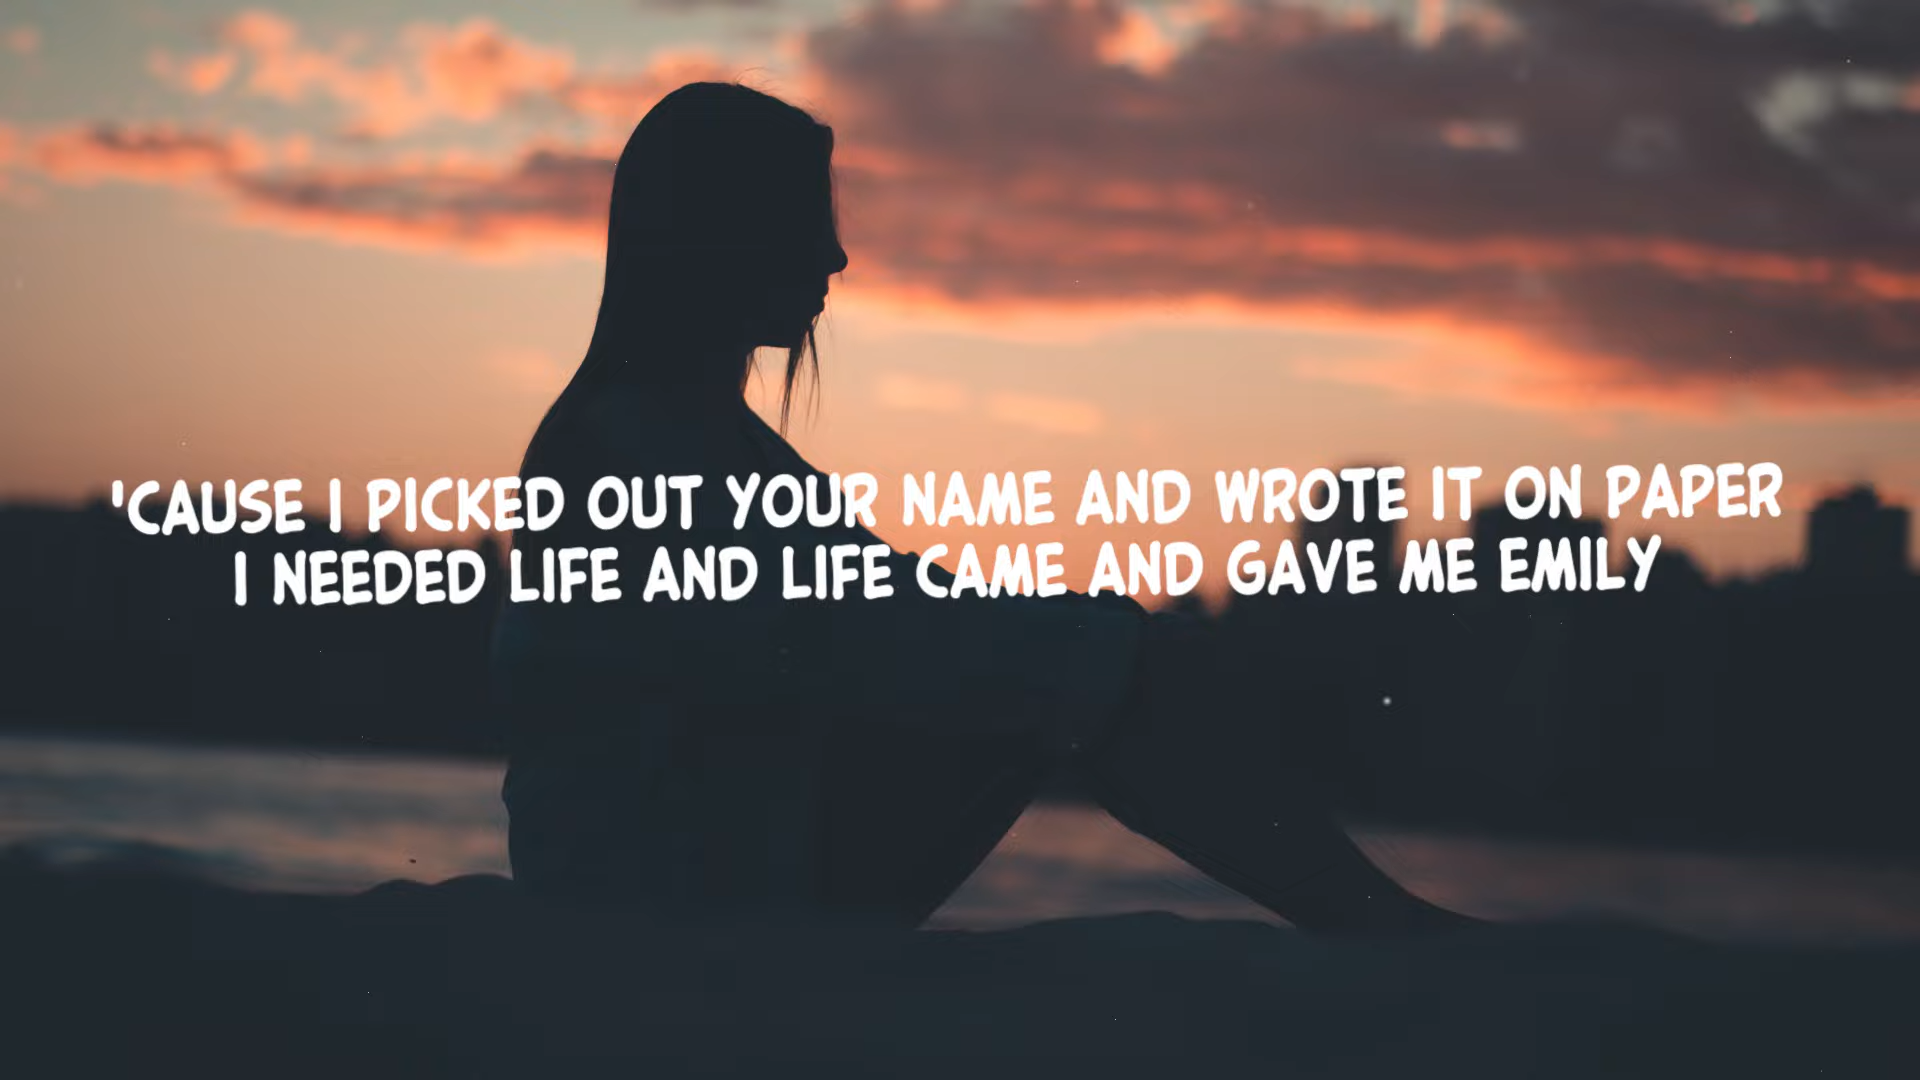 'CAUSE I PICKED OUT YOUR NAME AND WROTE IT ON PAPER
I NEEDED LIFE AND LIFE CAME AND GAVE ME EMILY